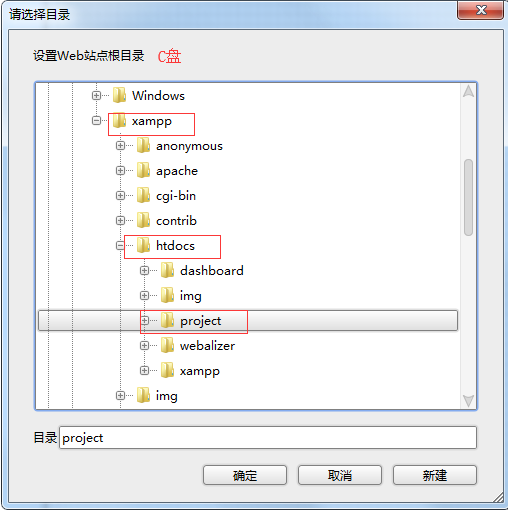 请选择目录
设置Web站点根目录 C盘
Windows
xampp
anonymous
apache
cgi-bin
contrib
htdocs
dashboard
img
project
webalizer
xampp
img
目录 project
确定 取消 新建